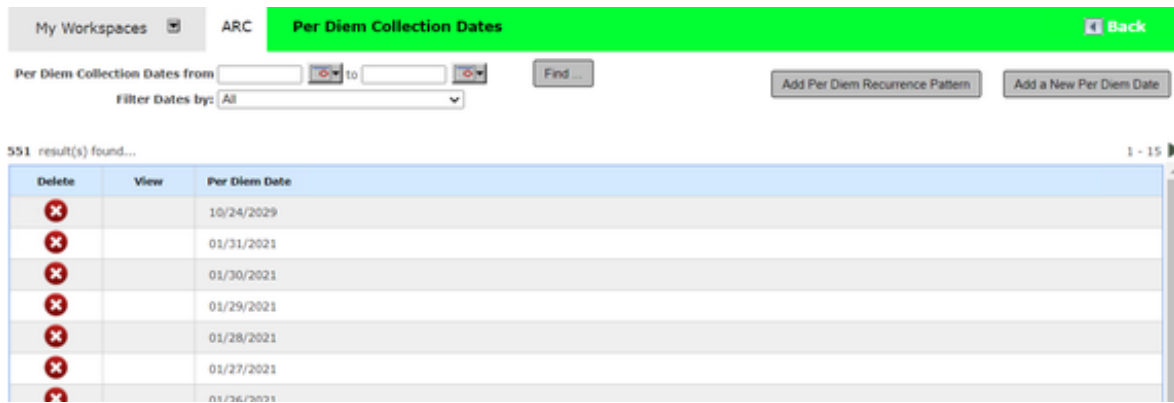 My Workspaces ARC Per Diem Collection Dates Back
Per Diem Collection Dates from to Find ...
Filter Dates by: All
Add Per Diem Recurrence Pattern Add a New Per Diem Date
551 result(s) found... 1 - 15
Delete View Per Diem Date
10/24/2029
01/31/2021
01/30/2021
01/29/2021
01/28/2021
01/27/2021
01/26/2021